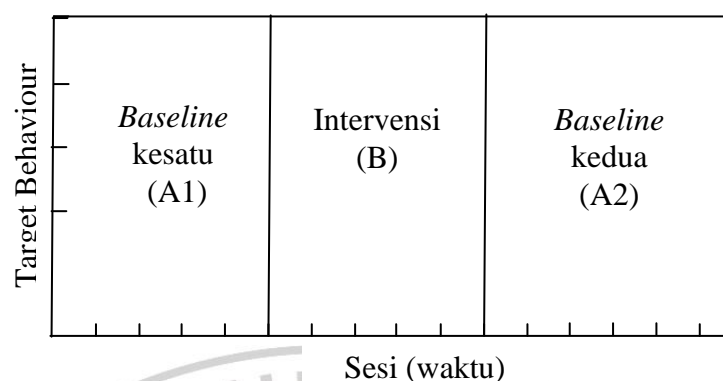 Target Behaviour
Baseline
kesatu
(A1)
Intervensi
(B)
Baseline
kedua
(A2)
Sesi (waktu)